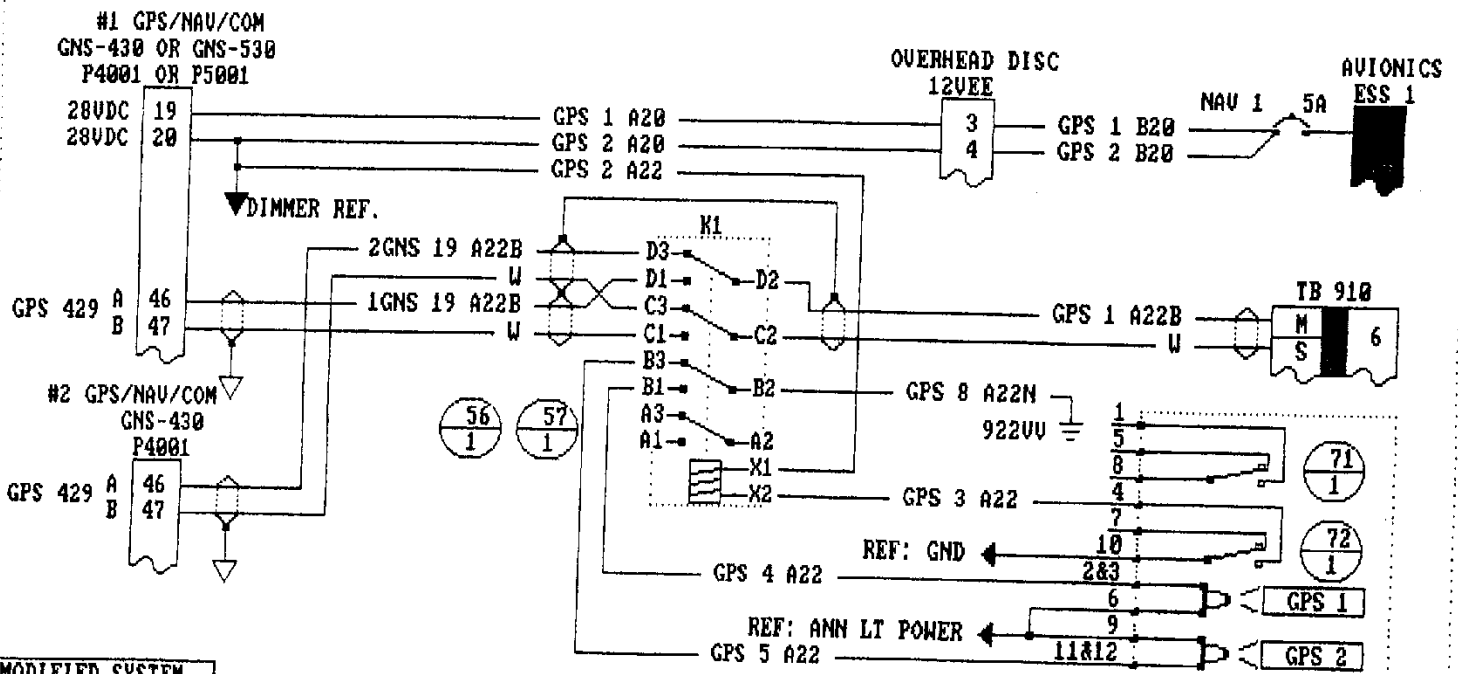 #1 GPS/NAV/COM
GNS-430 OR GNS-530
P4001 OR P5001
28VDC 19
28VDC 20
GPS 1 A20
GPS 2 A20
GPS 2 A22
OVERHEAD DISC
12VEE
3
4
GPS 1 B20
GPS 2 B20
NAV 1 5A
AVIONICS
ESS 1
DIMMER REF.
K1
2GNS 19 A22B
W
1GNS 19 A22B
W
GPS 429 A 46
B 47
D3
D1
C3
C1
B3
B1
A3
A1
D2
C2
B2
A2
X1
X2
GPS 1 A22B
W
TB 910
M
S
6
#2 GPS/NAV/COM
GNS-430
P4001
GPS 429 A 46
B 47
56
1
57
1
GPS 8 A22N
922VV
GPS 3 A22
1
5
8
4
7
10
2&3
6
9
11&12
71
1
72
1
REF: GND
GPS 4 A22
REF: ANN LT POWER
GPS 5 A22
GPS 1
GPS 2
MODIFIED SYSTEM